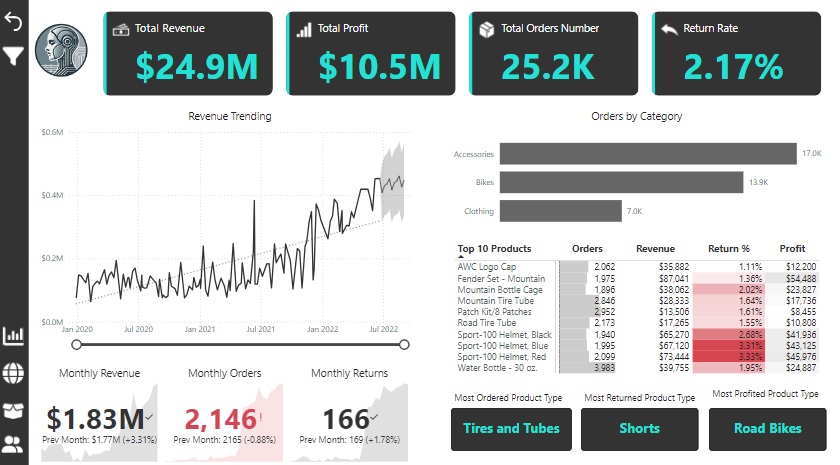 Total Revenue
$24.9M
Total Profit
$10.5M
Total Orders Number
25.2K
Return Rate
2.17%
Revenue Trending
$0.6M
$0.4M
$0.2M
$0.0M
Jan 2020 Jul 2020 Jan 2021 Jul 2021 Jan 2022 Jul 2022
Orders by Category
Accessories 17.0K
Bikes 13.9K
Clothing 7.0K
Top 10 Products Orders Revenue Return % Profit
AWC Logo Cap 2,062 $35,882 1.11% $12,200
Fender Set - Mountain 1,975 $87,041 1.36% $54,488
Mountain Bottle Cage 1,896 $38,062 2.02% $23,827
Mountain Tire Tube 2,846 $28,333 1.64% $17,736
Patch Kit/8 Patches 2,952 $13,506 1.61% $8,455
Road Tire Tube 2,173 $17,265 1.55% $10,808
Sport-100 Helmet, Black 1,940 $65,270 2.68% $41,936
Sport-100 Helmet, Blue 1,995 $67,120 3.31% $43,125
Sport-100 Helmet, Red 2,099 $73,444 3.33% $45,976
Water Bottle - 30 oz. 3,983 $39,755 1.95% $24,887
Monthly Revenue
$1.83M
Prev Month: $1.77M (+3.31%)
Monthly Orders
2,146!
Prev Month: 2165 (-0.88%)
Monthly Returns
166
Prev Month: 169 (+1.78%)
Most Ordered Product Type
Tires and Tubes
Most Returned Product Type
Shorts
Most Profited Product Type
Road Bikes